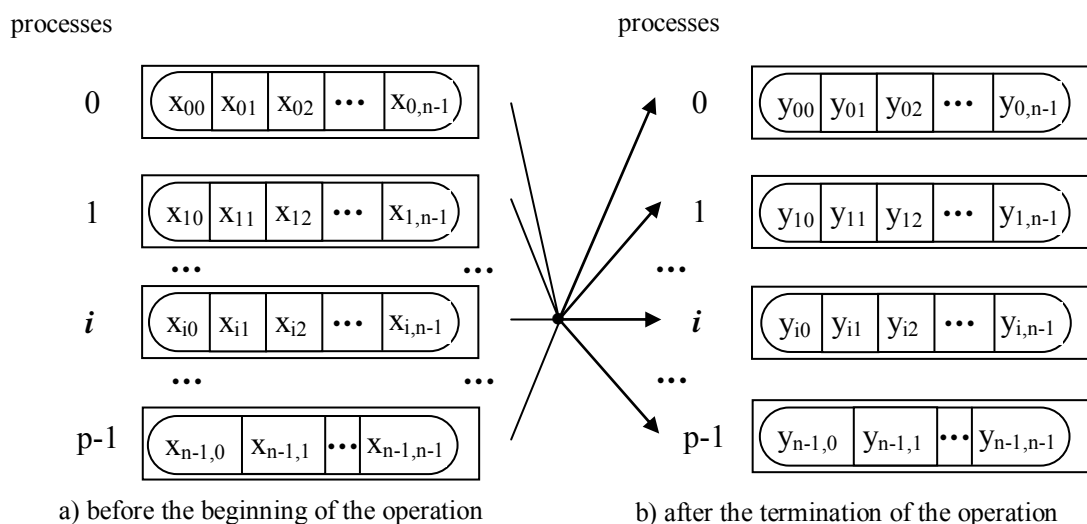 processes processes
0 x00 x01 x02 ... x0,n-1 0 y00 y01 y02 ... y0,n-1
1 x10 x11 x12 ... x1,n-1 1 y10 y11 y12 ... y1,n-1
... ... ...
i xi0 xi1 xi2 ... xi,n-1 i yi0 yi1 yi2 ... yi,n-1
... ... ...
p-1 xn-1,0 xn-1,1 ... xn-1,n-1 p-1 yn-1,0 yn-1,1 ... yn-1,n-1
a) before the beginning of the operation b) after the termination of the operation